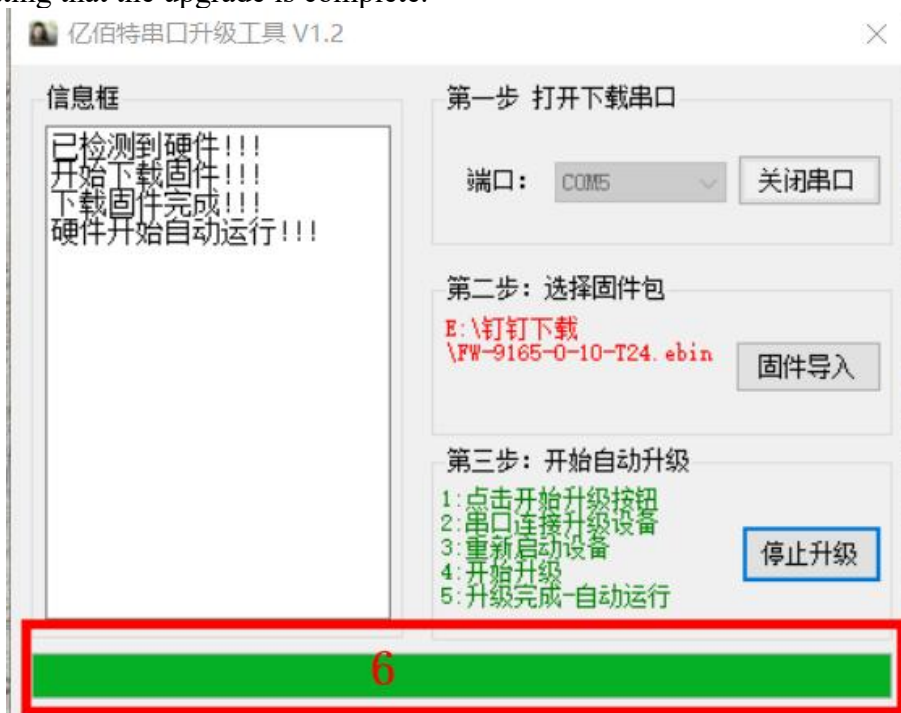 ting that the upgrade is complete.
亿佰特串口升级工具 V1.2
信息框
已检测到硬件!!!
开始下载固件!!!
下载固件完成!!!
硬件开始自动运行!!!
第一步 打开下载串口
端口:
COM5
关闭串口
第二步: 选择固件包
E:\钉钉下载
\FW-9165-0-10-T24.ebin
固件导入
第三步: 开始自动升级
1:点击开始升级按钮
2:串口连接升级设备
3:重新启动设备
4:开始升级
5:升级完成-自动运行
停止升级
6